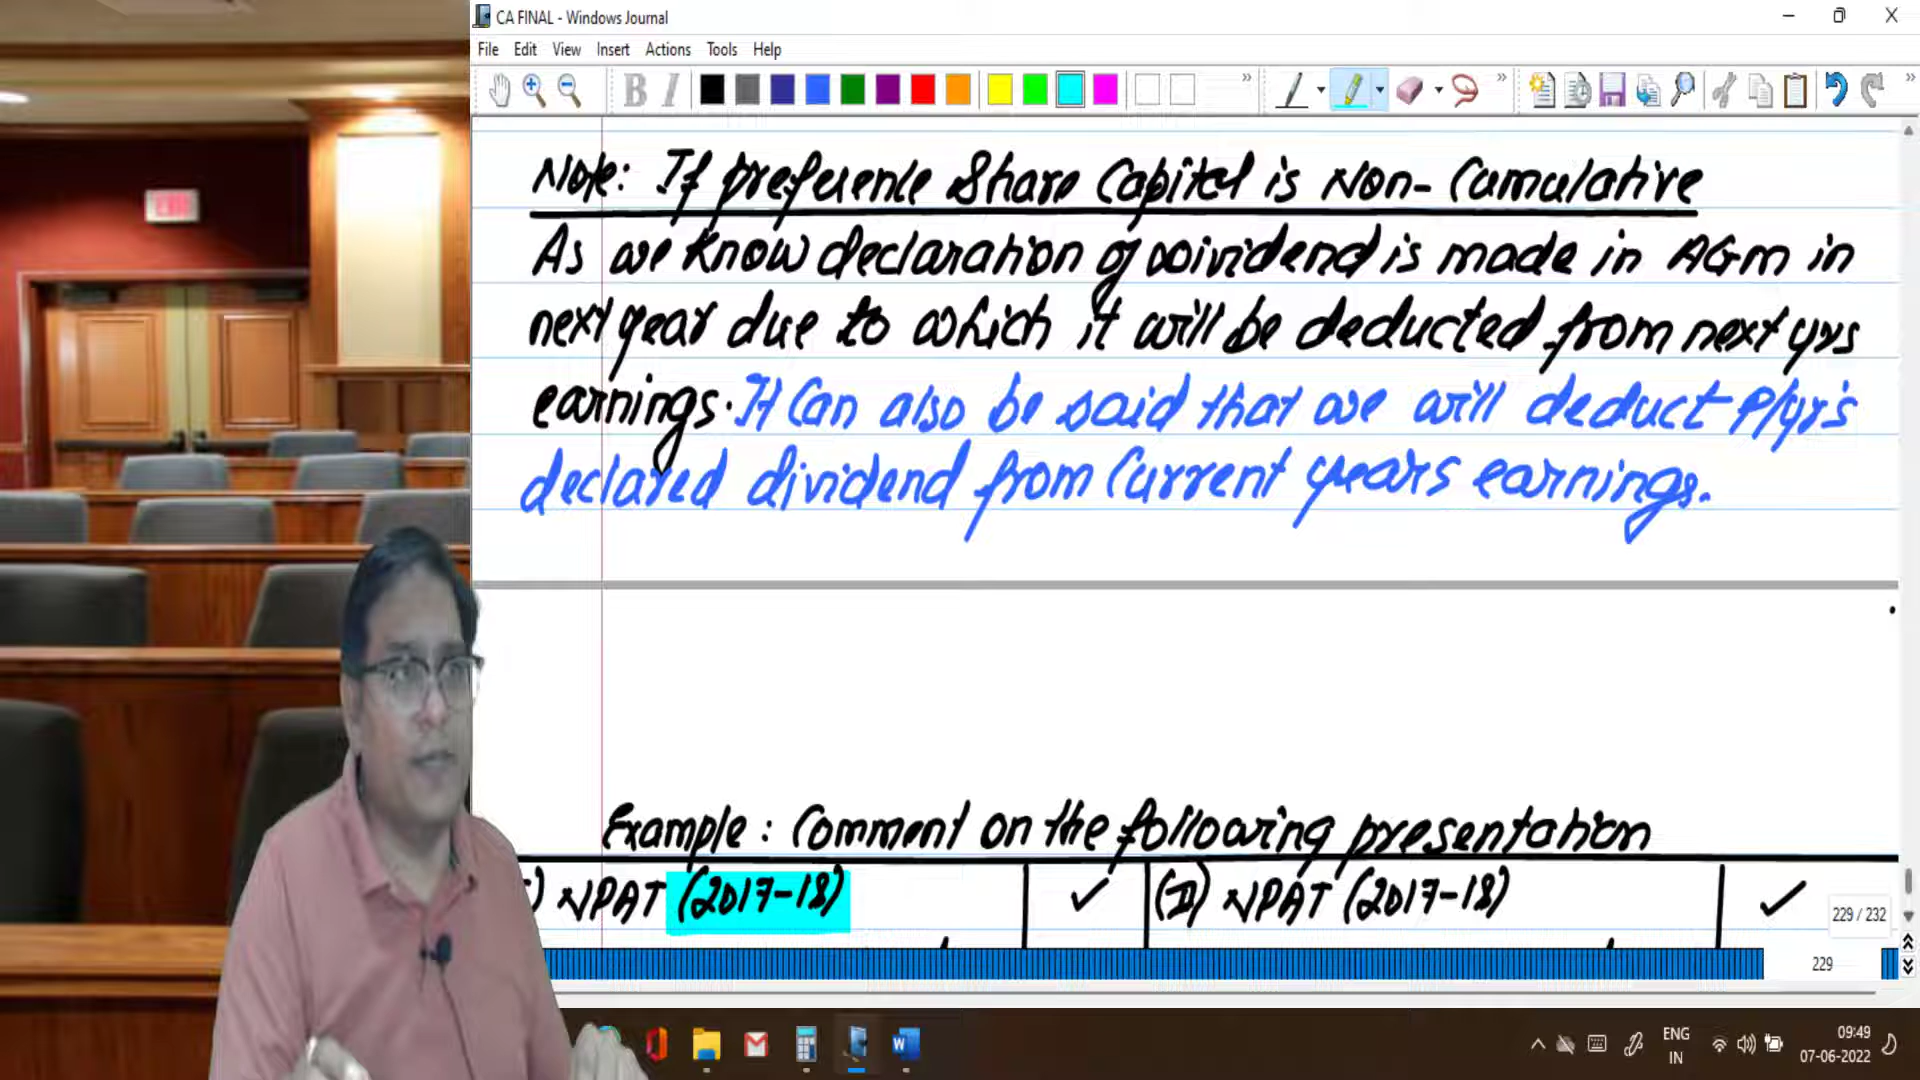 CA FINAL - Windows Journal
File Edit View Insert Actions Tools Help
B I
Note: If preference Share Capital is Non-Cumulative
As we know declaration of dividend is made in AGM in
next year due to which it will be deducted from next yrs
earnings. It Can also be said that we will deduct P/yr's
declared dividend from Current years earnings.
Example: Comment on the following presentation
) NPAT (2017-18) ✓ (II) NPAT (2017-18) ✓
229 / 232
229
ENG
IN
09:49
07-06-2022